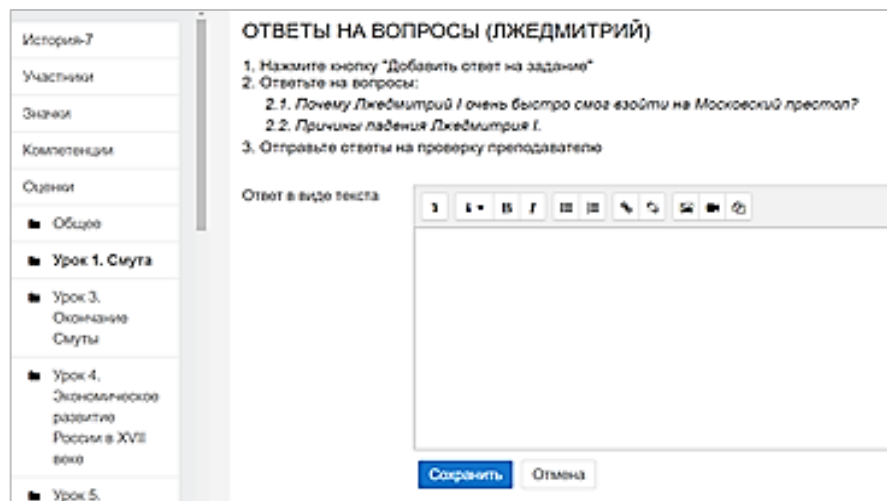 История-7
Участники
Значки
Компетенции
Оценки
Общее
Урок 1. Смута
Урок 3.
Окончание
Смуты
Урок 4.
Экономическое
развитие
России в XVII
веке
Урок 5.
ОТВЕТЫ НА ВОПРОСЫ (ЛЖЕДМИТРИЙ)
1. Нажмите кнопку "Добавить ответ на задание"
2. Ответьте на вопросы:
2.1. Почему Лжедмитрий I очень быстро смог взойти на Московский престол?
2.2. Причины падения Лжедмитрия I.
3. Отправьте ответы на проверку преподавателю
Ответ в виде текста
B I
Сохранить Отмена